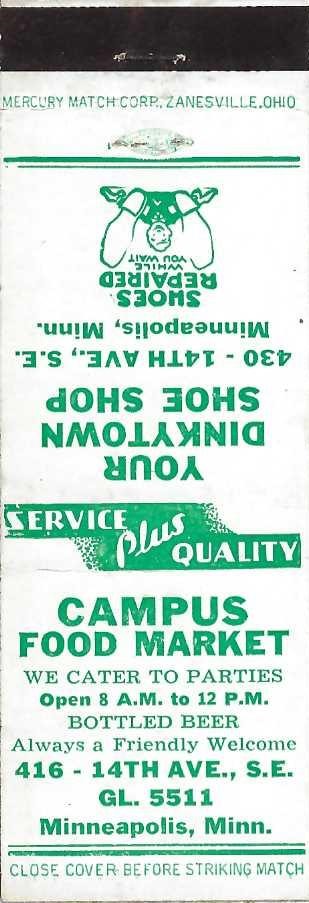 MERCURY MATCH CORP., ZANESVILLE, OHIO
YOUR
DINKYTOWN
SHOE SHOP
430 - 14TH AVE., S.E.
Minneapolis, Minn.
SHOES
REPAIRED
WHILE
YOU WAIT
SERVICE
Plus
QUALITY
CAMPUS
FOOD MARKET
WE CATER TO PARTIES
Open 8 A.M. to 12 P.M.
BOTTLED BEER
Always a Friendly Welcome
416 - 14TH AVE., S.E.
GL. 5511
Minneapolis, Minn.
CLOSE COVER BEFORE STRIKING MATCH